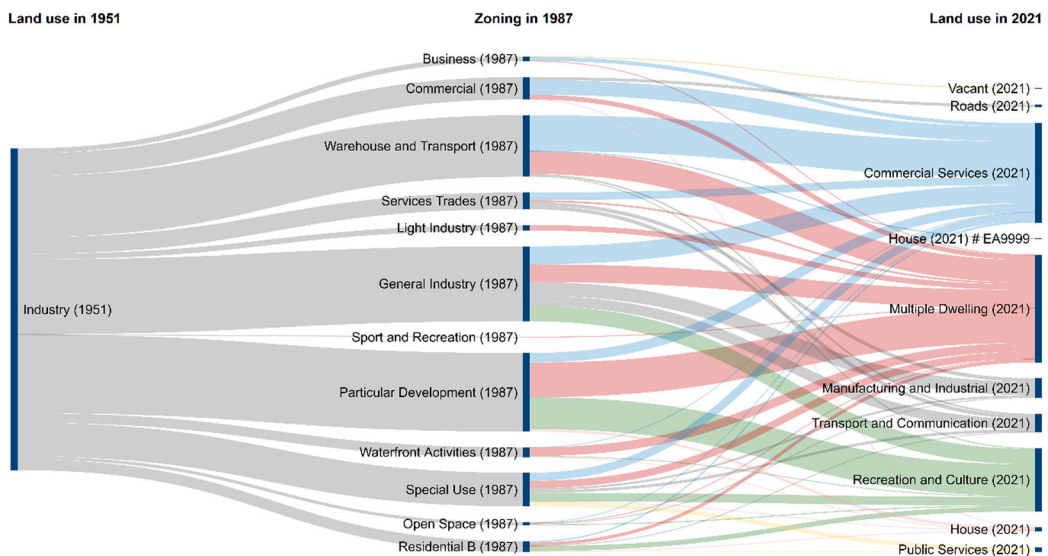 Land use in 1951
Zoning in 1987
Land use in 2021
Business (1987)
Commercial (1987)
Warehouse and Transport (1987)
Services Trades (1987)
Light Industry (1987)
General Industry (1987)
Industry (1951)
Sport and Recreation (1987)
Particular Development (1987)
Waterfront Activities (1987)
Special Use (1987)
Open Space (1987)
Residential B (1987)
Vacant (2021)
Roads (2021)
Commercial Services (2021)
House (2021) # EA9999
Multiple Dwelling (2021)
Manufacturing and Industrial (2021)
Transport and Communication (2021)
Recreation and Culture (2021)
House (2021)
Public Services (2021)